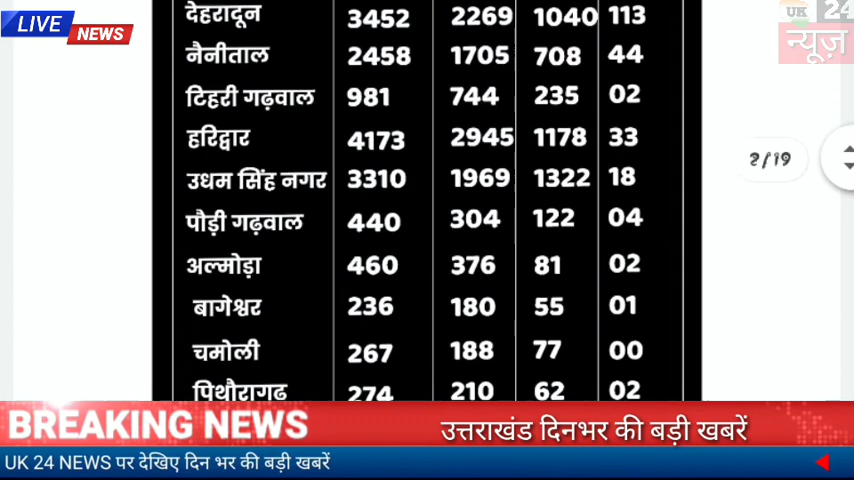 LIVE
NEWS
UK 24
न्यूज़
देहरादून 3452 2269 1040 113
नैनीताल 2458 1705 708 44
टिहरी गढ़वाल 981 744 235 02
हरिद्वार 4173 2945 1178 33
उधम सिंह नगर 3310 1969 1322 18
पौड़ी गढ़वाल 440 304 122 04
अल्मोड़ा 460 376 81 02
बागेश्वर 236 180 55 01
चमोली 267 188 77 00
पिथौरागढ़ 274 210 62 02
BREAKING NEWS
उत्तराखंड दिनभर की बड़ी खबरें
UK 24 NEWS पर देखिए दिन भर की बड़ी खबरें